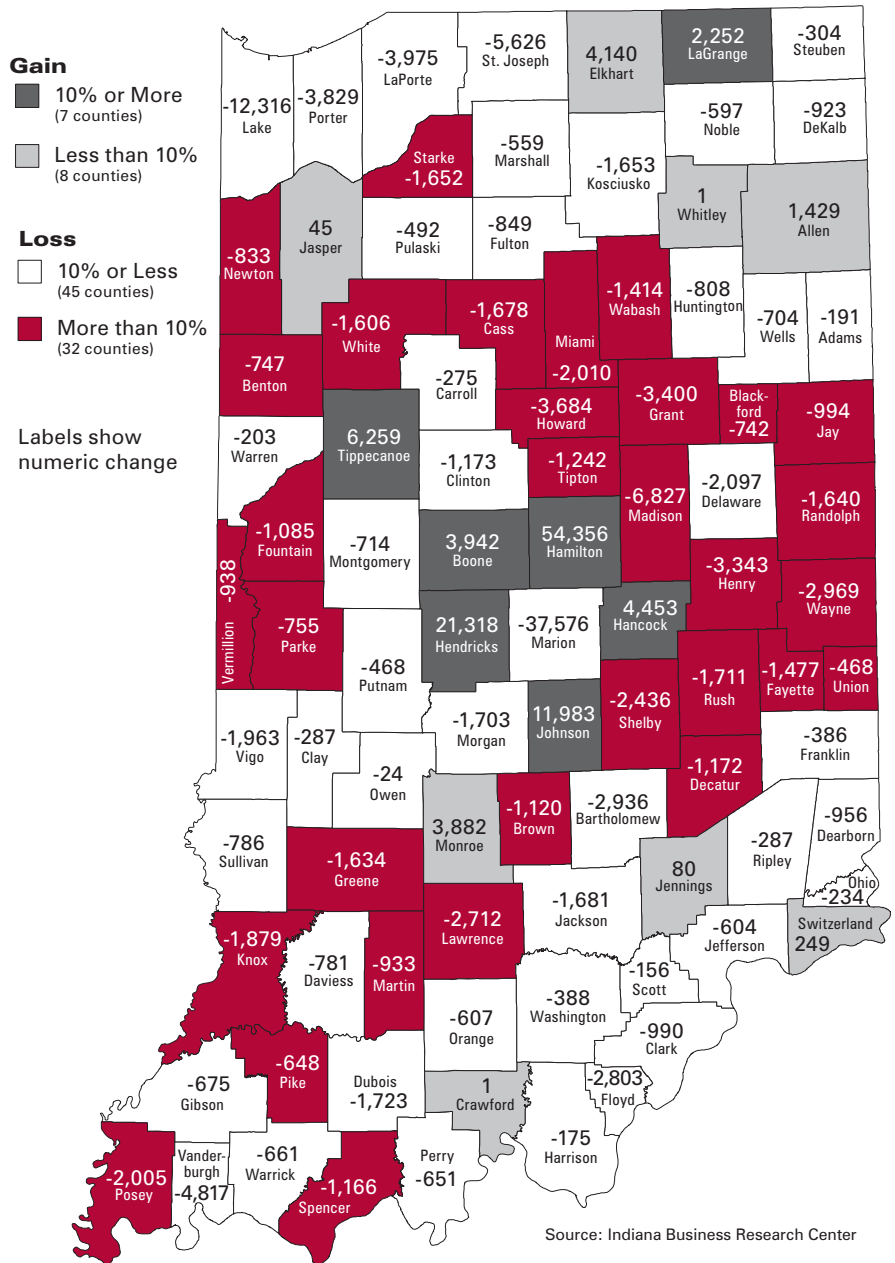 Gain
10% or More
(7 counties)
Less than 10%
(8 counties)
Loss
10% or Less
(45 counties)
More than 10%
(32 counties)
Labels show
numeric change
-12,316
Lake
-3,829
Porter
-3,975
LaPorte
-5,626
St. Joseph
4,140
Elkhart
2,252
LaGrange
-304
Steuben
-597
Noble
-923
DeKalb
Starke
-1,652
-559
Marshall
-1,653
Kosciusko
1
Whitley
1,429
Allen
-833
Newton
45
Jasper
-492
Pulaski
-849
Fulton
-1,606
White
-1,678
Cass
Miami
-2,010
-1,414
Wabash
-808
Huntington
-704
Wells
-191
Adams
-747
Benton
-275
Carroll
-3,684
Howard
-3,400
Grant
Black-
ford
-742
-994
Jay
-203
Warren
6,259
Tippecanoe
-1,173
Clinton
-1,242
Tipton
-6,827
Madison
-2,097
Delaware
-1,640
Randolph
-1,085
Fountain
-714
Montgomery
3,942
Boone
54,356
Hamilton
-3,343
Henry
-2,969
Wayne
-938
Vermillion
-755
Parke
-468
Putnam
21,318
Hendricks
-37,576
Marion
4,453
Hancock
-1,711
Rush
-1,477
Fayette
-468
Union
-1,963
Vigo
-287
Clay
-24
Owen
-1,703
Morgan
11,983
Johnson
-2,436
Shelby
-1,172
Decatur
-386
Franklin
-786
Sullivan
-1,634
Greene
3,882
Monroe
-1,120
Brown
-2,936
Bartholomew
80
Jennings
-287
Ripley
-956
Dearborn
Ohio
-234
-1,879
Knox
-781
Daviess
-933
Martin
-2,712
Lawrence
-1,681
Jackson
-604
Jefferson
Switzerland
249
-607
Orange
-388
Washington
-156
Scott
-990
Clark
-675
Gibson
-648
Pike
Dubois
-1,723
1
Crawford
-2,803
Floyd
-175
Harrison
-2,005
Posey
Vander-
burgh
-4,817
-661
Warrick
-1,166
Spencer
Perry
-651
Source: Indiana Business Research Center